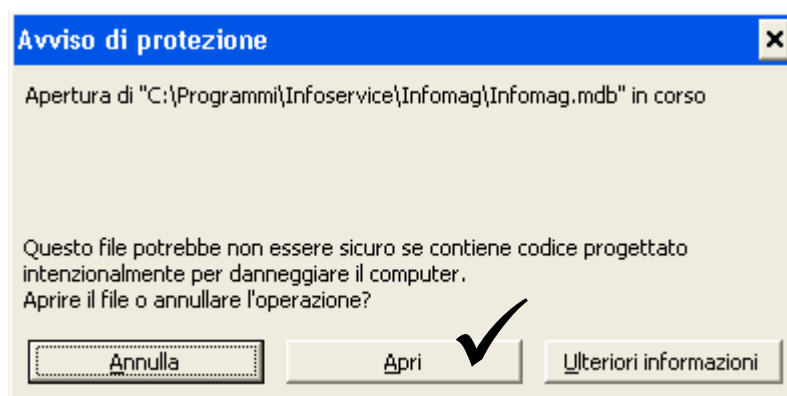 Avviso di protezione
Apertura di "C:\Programmi\Infoservice\Infomag\Infomag.mdb" in corso
Questo file potrebbe non essere sicuro se contiene codice progettato
intenzionalmente per danneggiare il computer.
Aprire il file o annullare l'operazione?
Annulla Apri Ulteriori informazioni